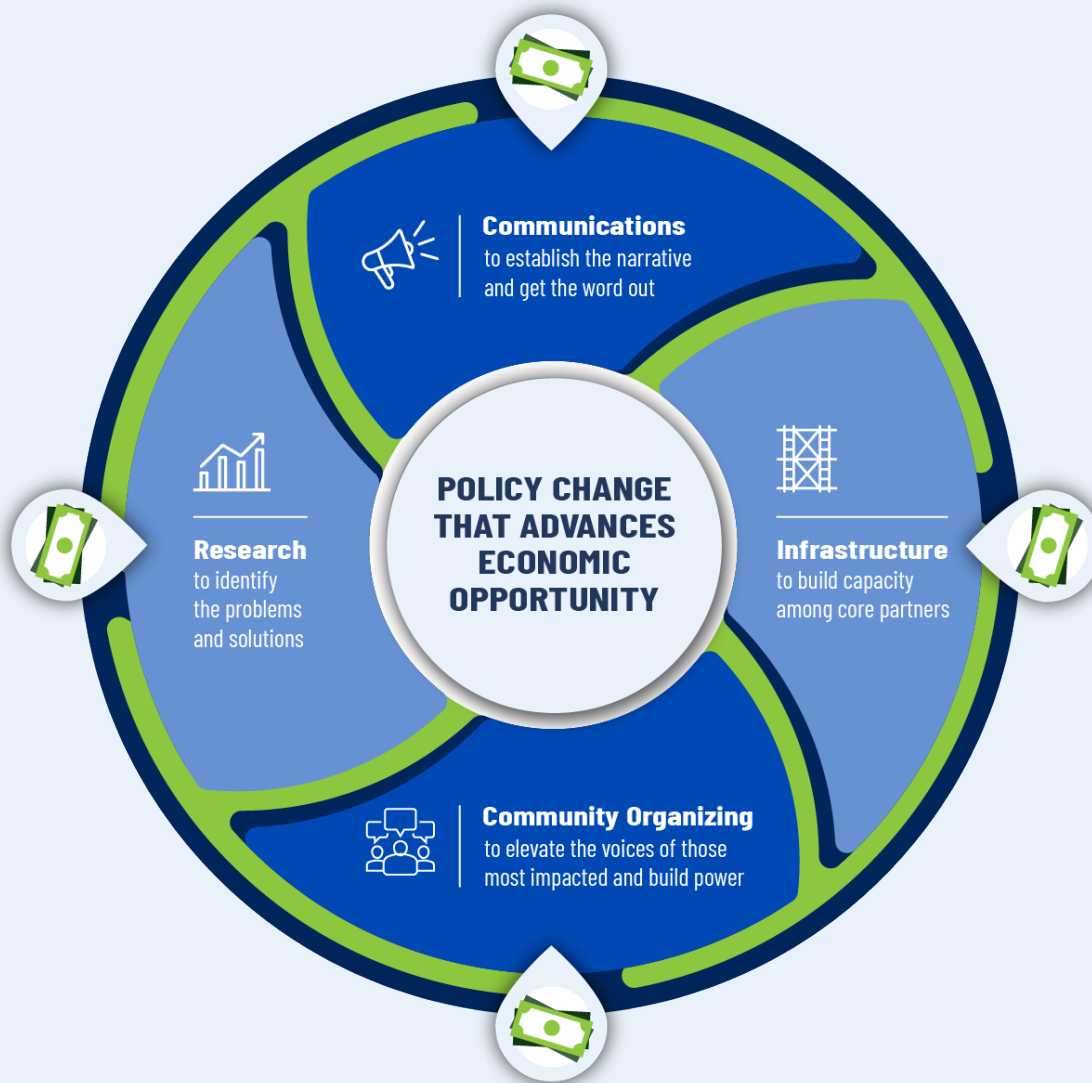 Communications
to establish the narrative
and get the word out
POLICY CHANGE
THAT ADVANCES
ECONOMIC
OPPORTUNITY
Research
to identify
the problems
and solutions
Infrastructure
to build capacity
among core partners
Community Organizing
to elevate the voices of those
most impacted and build power